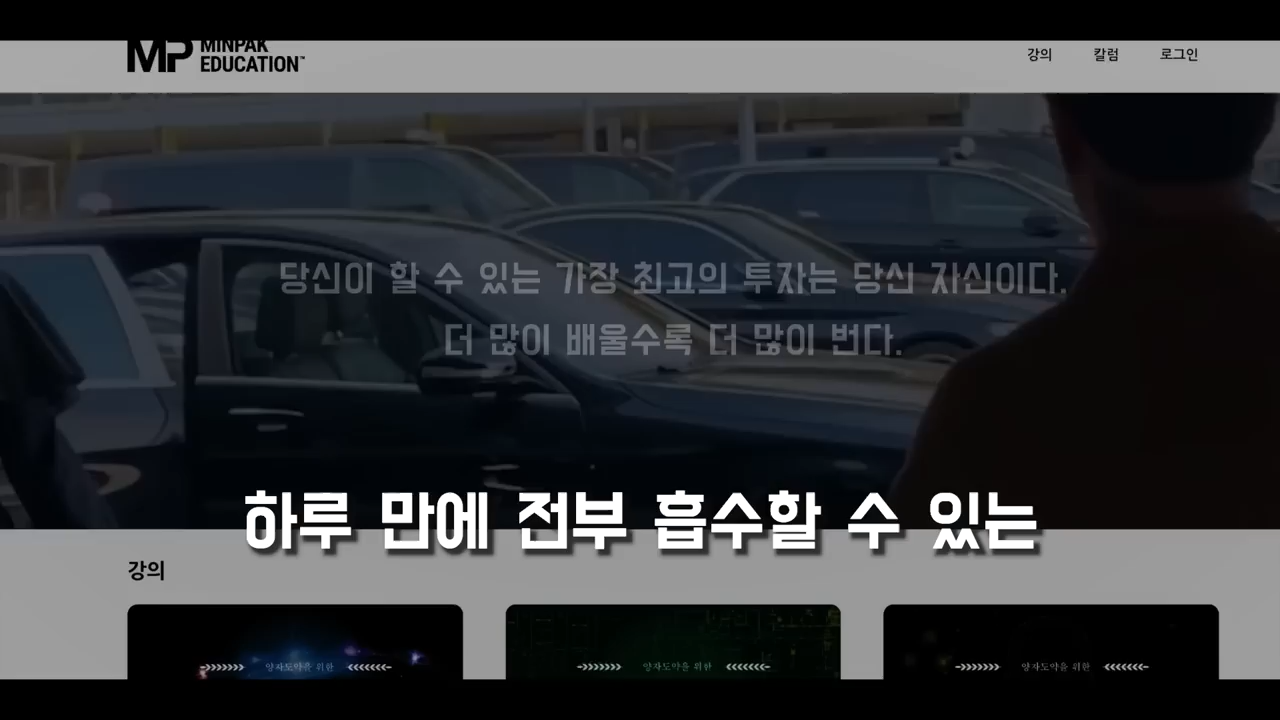 MP MINPAK
EDUCATION™
강의 칼럼 로그인
당신이 할 수 있는 가장 최고의 투자는 당신 자신이다.
더 많이 배울수록 더 많이 번다.
하루 만에 전부 흡수할 수 있는
강의
양자도약을 위한 양자도약을 위한 양자도약을 위한